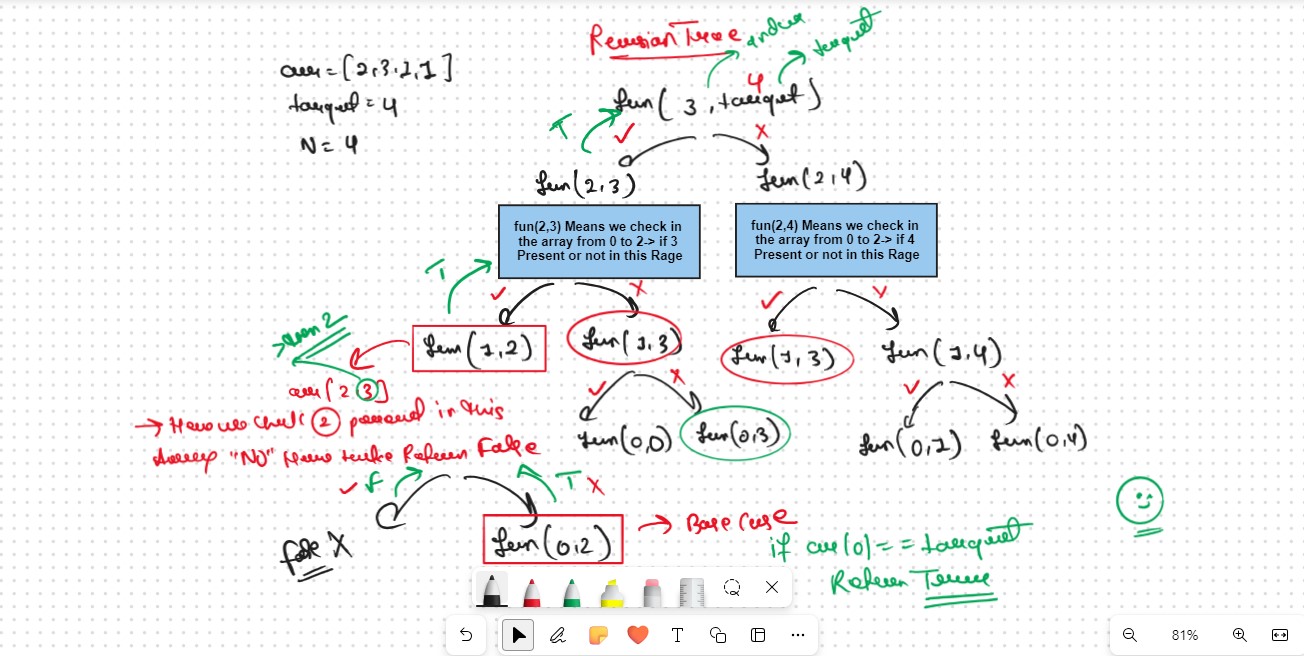 Recursion Tree
index
target
arr = [2,3,1,1]
target = 4
N = 4
4
fun( 3, target)
T
✓ X
fun(2,3)
fun(2,4)
fun(2,3) Means we check in
the array from 0 to 2-> if 3
Present or not in this Rage
fun(2,4) Means we check in
the array from 0 to 2-> if 4
Present or not in this Rage
T
✓ X
✓ X
fun(1,2)
fun(1,3)
fun(1,3)
fun(1,4)
arr[2 3]
✓ X
✓ X
→ Here we check 2 present in this
Array "No" Here
False
fun(0,0)
fun(0,3)
fun(0,1)
fun(0,4)
✓ F
T X
False X
fun(0,2)
→ Base Case
if arr[0] == target
Return True
T
81%